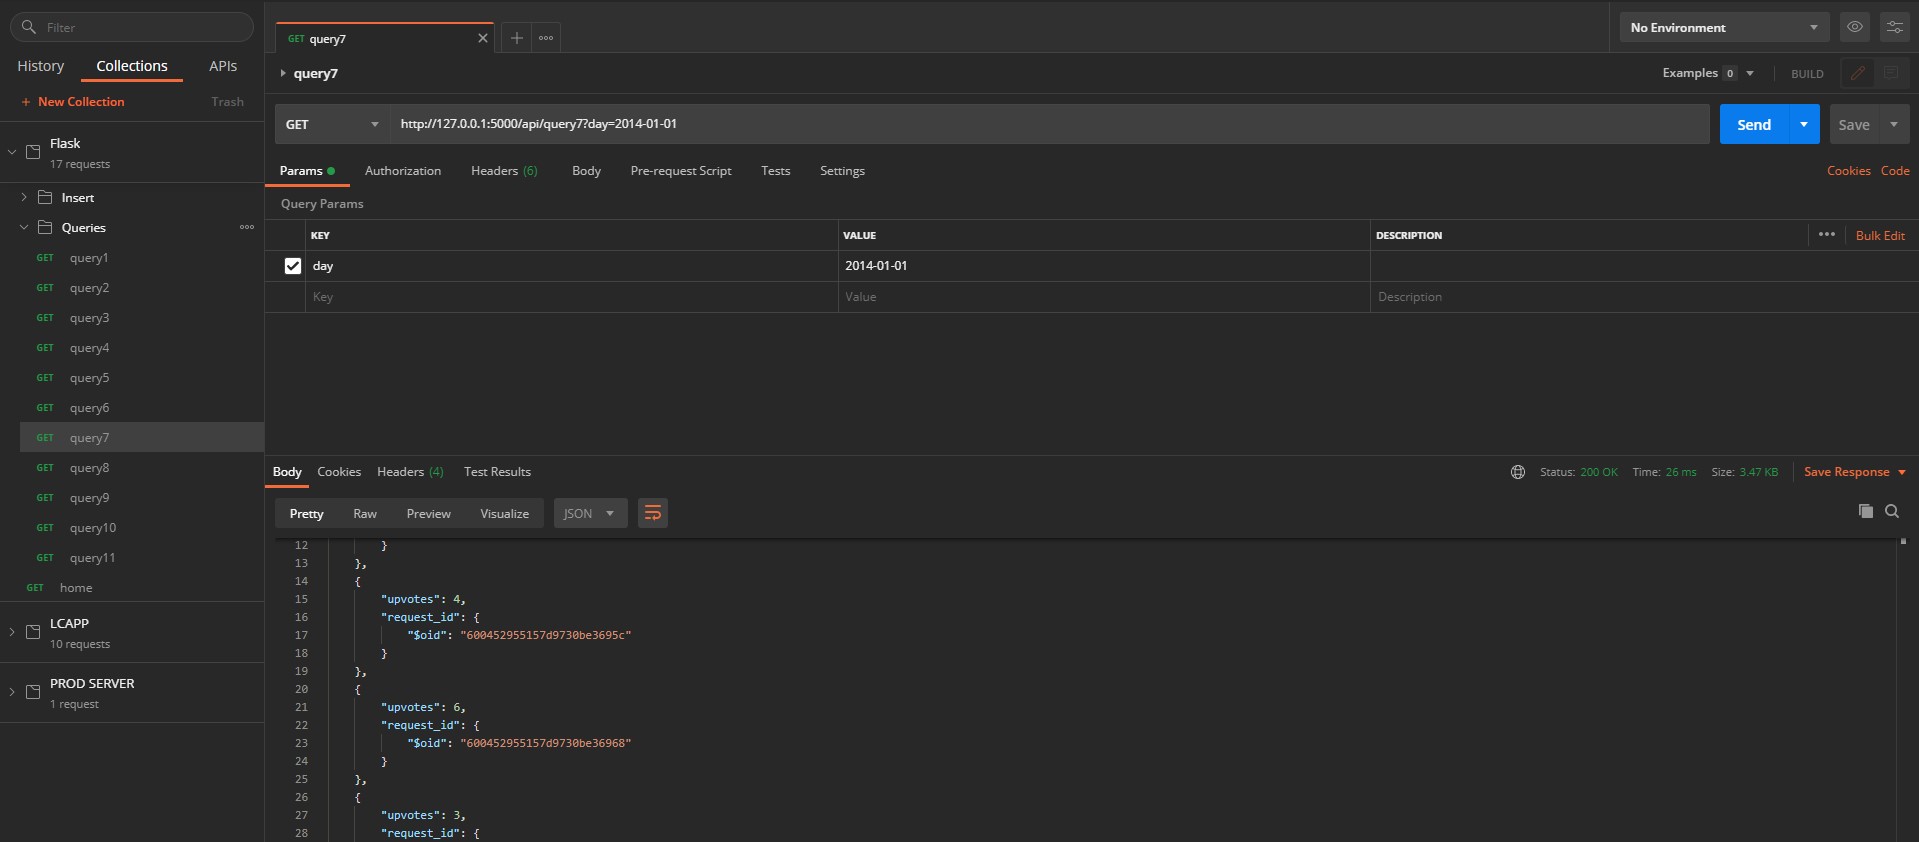 Filter
History Collections APIs
+ New Collection Trash
Flask
17 requests
Insert
Queries
GET query1
GET query2
GET query3
GET query4
GET query5
GET query6
GET query7
GET query8
GET query9
GET query10
GET query11
GET home
LCAPP
10 requests
PROD SERVER
1 request
GET query7
No Environment
query7
Examples 0 BUILD
GET http://127.0.0.1:5000/api/query7?day=2014-01-01 Send Save
Params Authorization Headers (6) Body Pre-request Script Tests Settings Cookies Code
Query Params
KEY VALUE DESCRIPTION Bulk Edit
day 2014-01-01
Key Value Description
Body Cookies Headers (4) Test Results Status: 200 OK Time: 26 ms Size: 3.47 KB Save Response
Pretty Raw Preview Visualize JSON
12 }
13 },
14 {
15 "upvotes": 4,
16 "request_id": {
17 "$oid": "600452955157d9730be3695c"
18 }
19 },
20 {
21 "upvotes": 6,
22 "request_id": {
23 "$oid": "600452955157d9730be36968"
24 }
25 },
26 {
27 "upvotes": 3,
28 "request_id": {